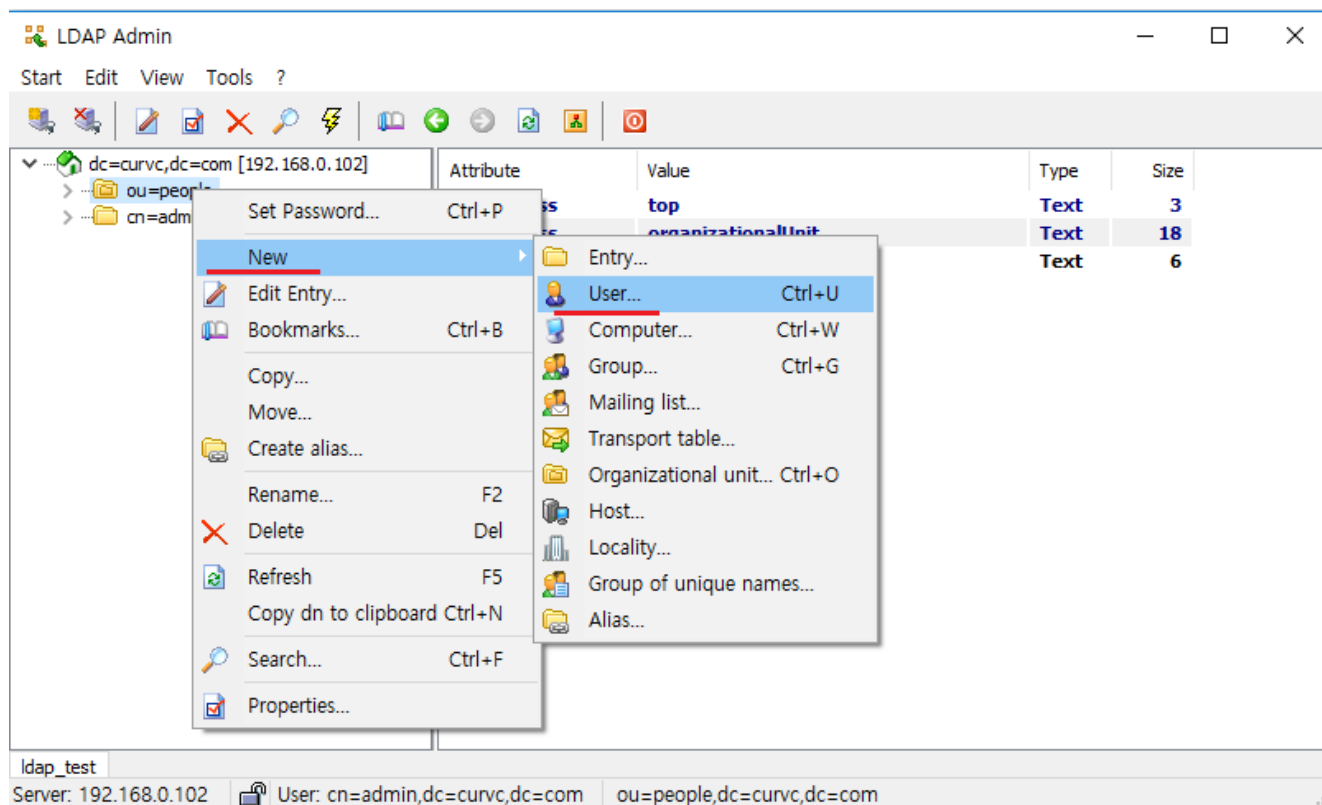 LDAP Admin
Start Edit View Tools ?
dc=curvc,dc=com [192.168.0.102]
ou=people
cn=adm
Attribute Value Type Size
ss top Text 3
ss organizationalUnit Text 18
Text 6
Set Password... Ctrl+P
New
Edit Entry...
Bookmarks... Ctrl+B
Copy...
Move...
Create alias...
Rename... F2
Delete Del
Refresh F5
Copy dn to clipboard Ctrl+N
Search... Ctrl+F
Properties...
Entry...
User... Ctrl+U
Computer... Ctrl+W
Group... Ctrl+G
Mailing list...
Transport table...
Organizational unit... Ctrl+O
Host...
Locality...
Group of unique names...
Alias...
ldap_test
Server: 192.168.0.102 User: cn=admin,dc=curvc,dc=com ou=people,dc=curvc,dc=com